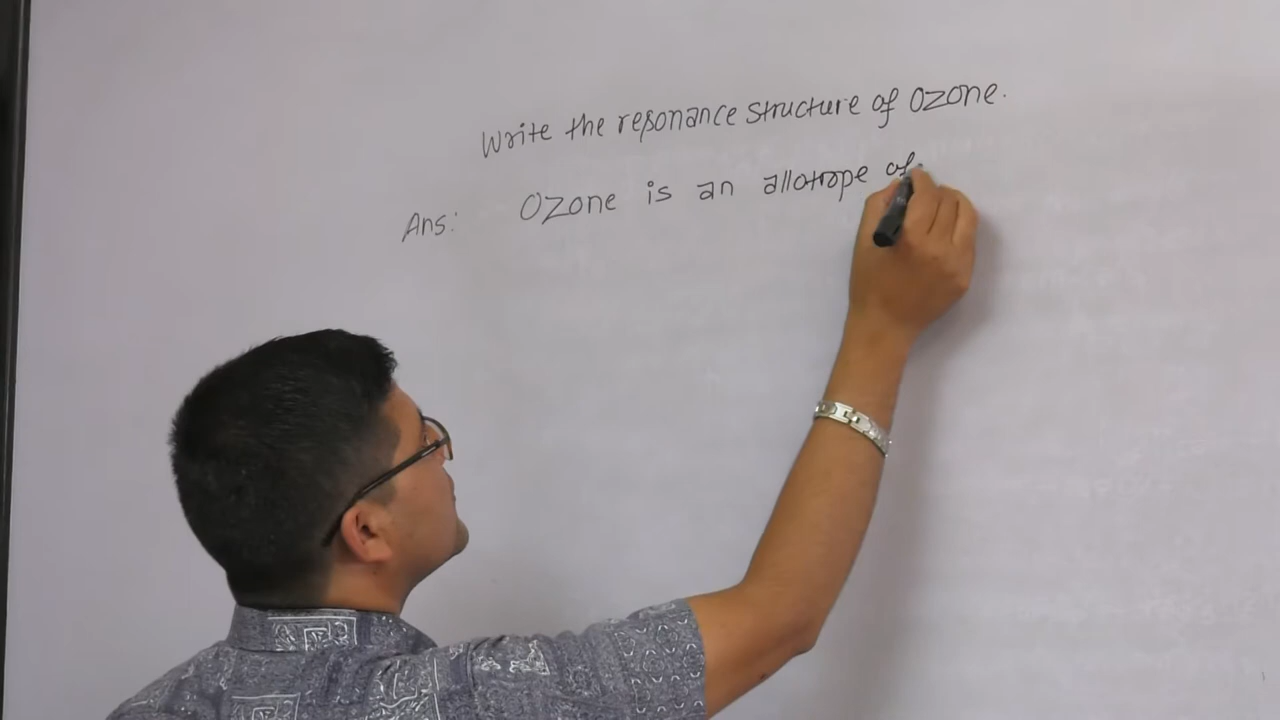 Write the resonance structure of Ozone.
Ans: Ozone is an allotrope of